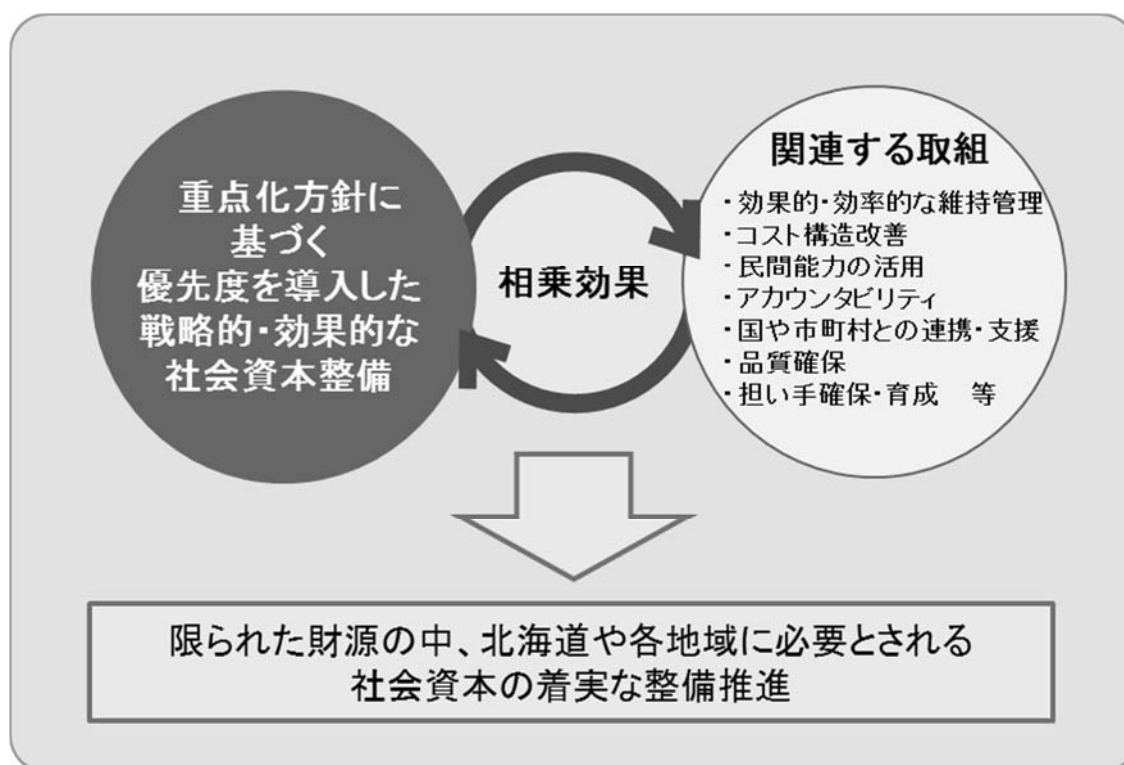 重点化方針に
基づく
優先度を導入した
戦略的・効果的な
社会資本整備
相乗効果
関連する取組
・効果的・効率的な維持管理
・コスト構造改善
・民間能力の活用
・アカウンタビリティ
・国や市町村との連携・支援
・品質確保
・担い手確保・育成　等
限られた財源の中、北海道や各地域に必要とされる
社会資本の着実な整備推進